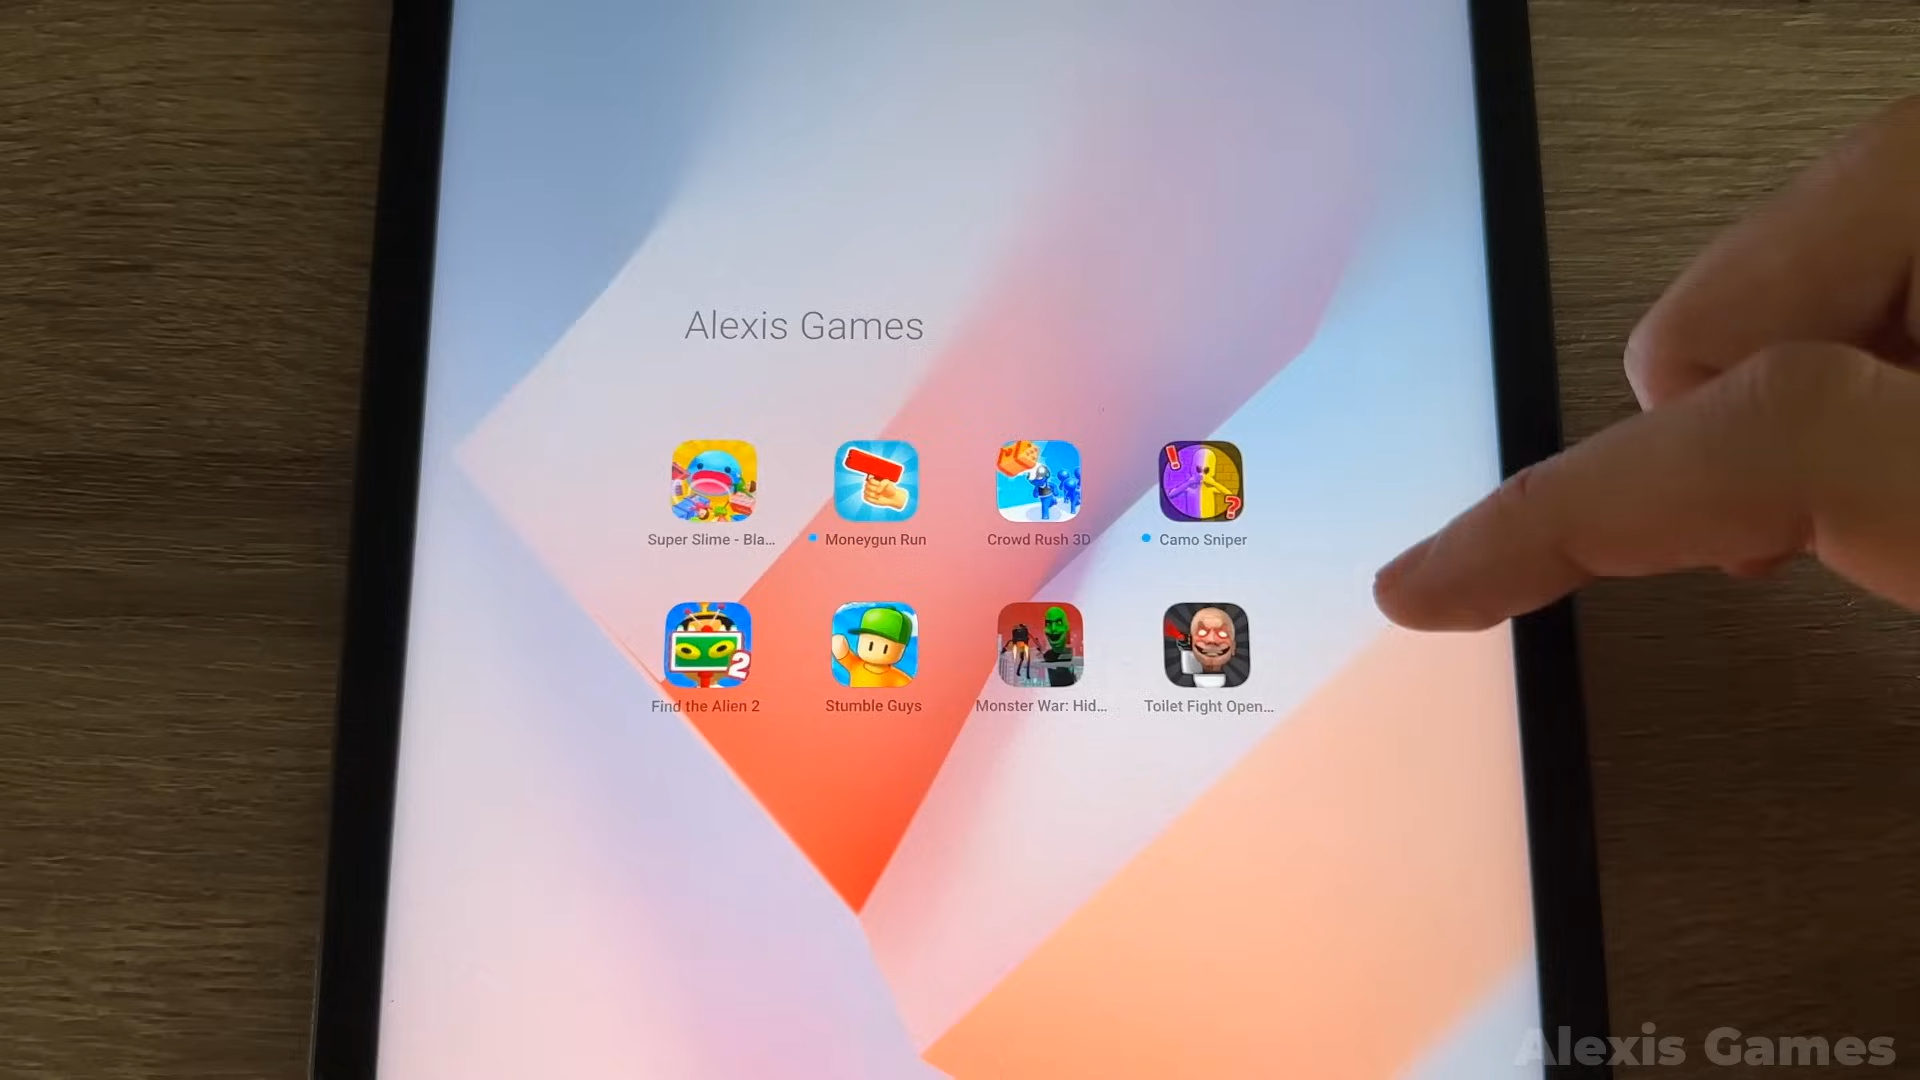 Alexis Games
Super Slime - Bla...
Moneygun Run
Crowd Rush 3D
Camo Sniper
2
Find the Alien 2
Stumble Guys
Monster War: Hid...
Toilet Fight Open...
Alexis Games